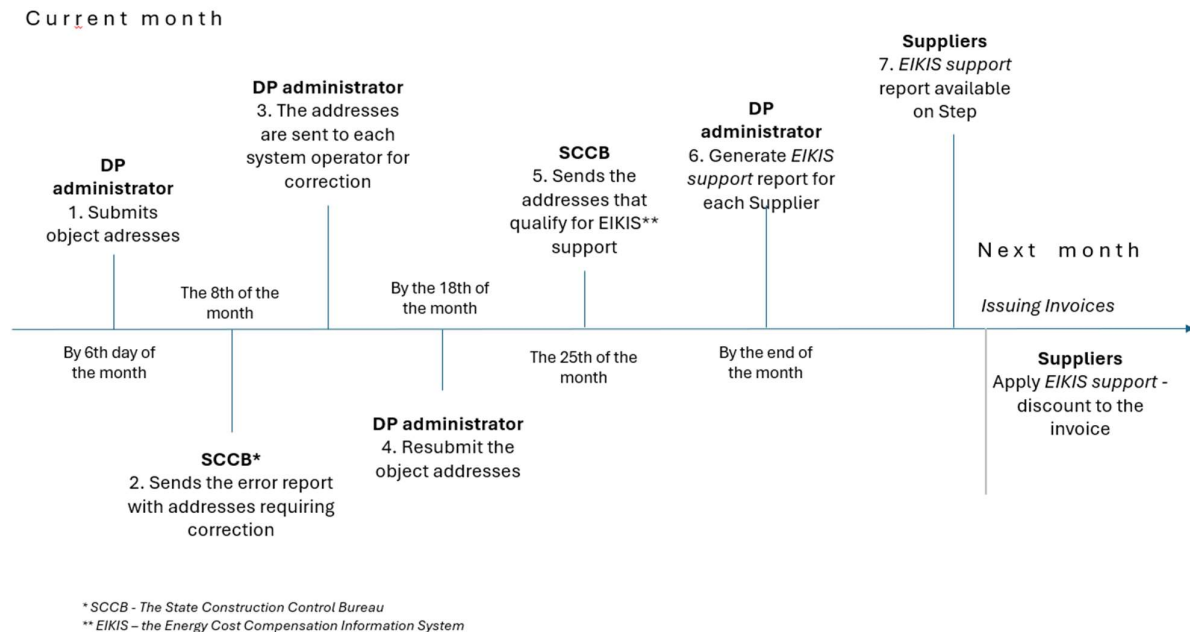 Current month
Suppliers
7. EIKIS support
report available
on Step
DP administrator
3. The addresses
are sent to each
system operator for
correction
DP
administrator
6. Generate EIKIS
support report for
each Supplier
SCCB
5. Sends the
addresses that
qualify for EIKIS**
support
DP
administrator
1. Submits
object adresses
Next month
The 8th of the
month
By the 18th of
the month
Issuing Invoices
By 6th day of
the month
The 25th of the
month
By the end of
the month
Suppliers
Apply EIKIS support -
discount to the
invoice
DP administrator
4. Resubmit the
object addresses
SCCB*
2. Sends the error report
with addresses requiring
correction
* SCCB - The State Construction Control Bureau
** EIKIS – the Energy Cost Compensation Information System